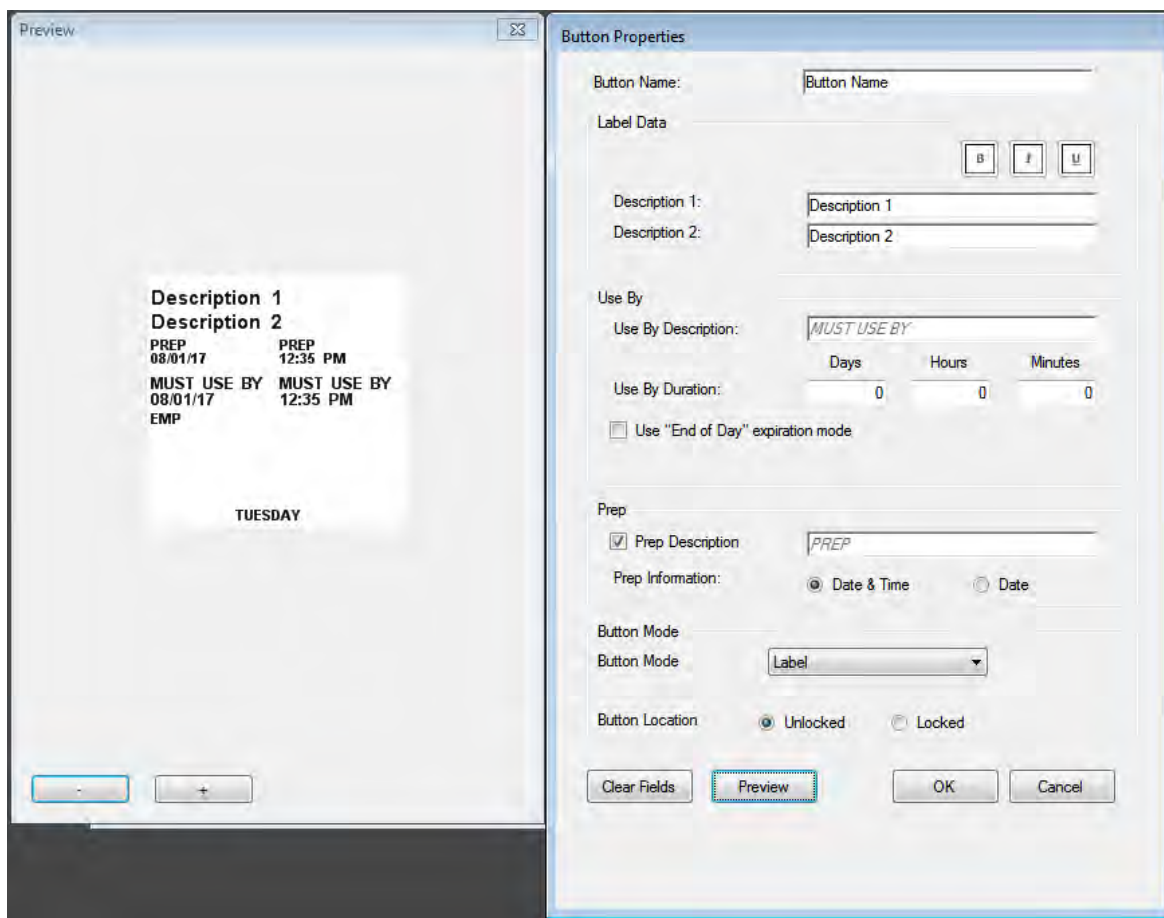 Preview
Description 1
Description 2
PREP PREP
08/01/17 12:35 PM
MUST USE BY MUST USE BY
08/01/17 12:35 PM
EMP
TUESDAY
- +
Button Properties
Button Name: Button Name
Label Data
B I U
Description 1: Description 1
Description 2: Description 2
Use By
Use By Description: MUST USE BY
Days Hours Minutes
Use By Duration: 0 0 0
Use "End of Day" expiration mode
Prep
Prep Description PREP
Prep Information: Date & Time Date
Button Mode
Button Mode Label
Button Location Unlocked Locked
Clear Fields Preview OK Cancel